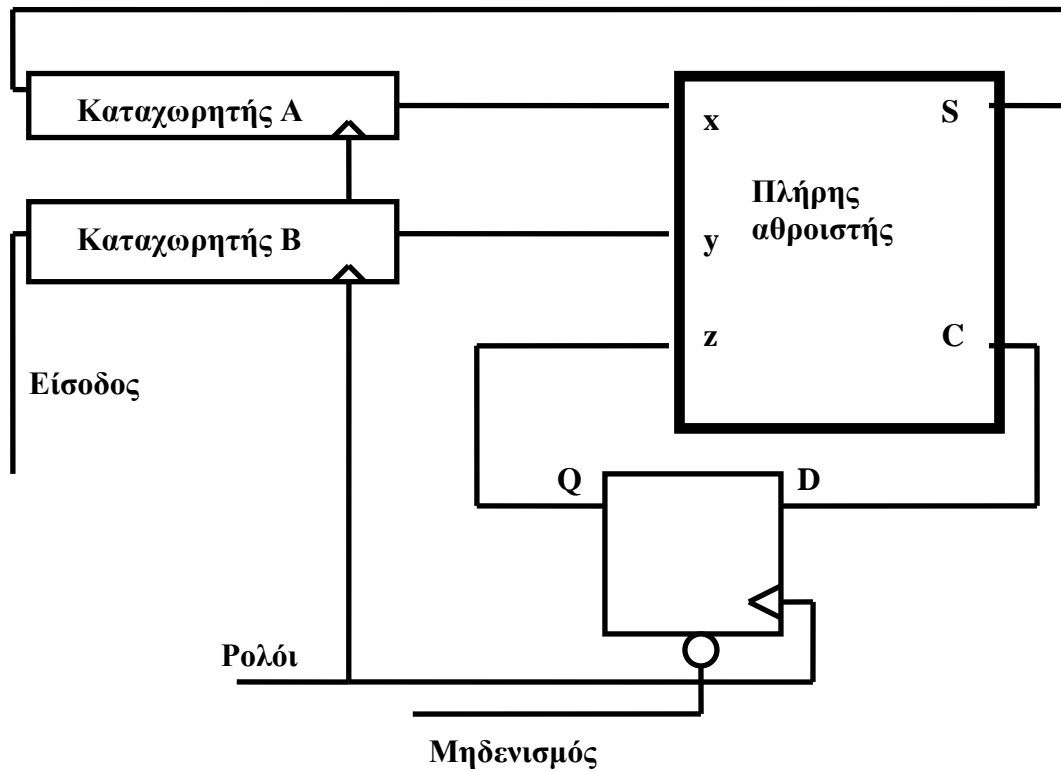 Καταχωρητής Α
x
S
Πλήρης
αθροιστής
Καταχωρητής Β
y
z
C
Είσοδος
Q
D
Ρολόι
Μηδενισμός